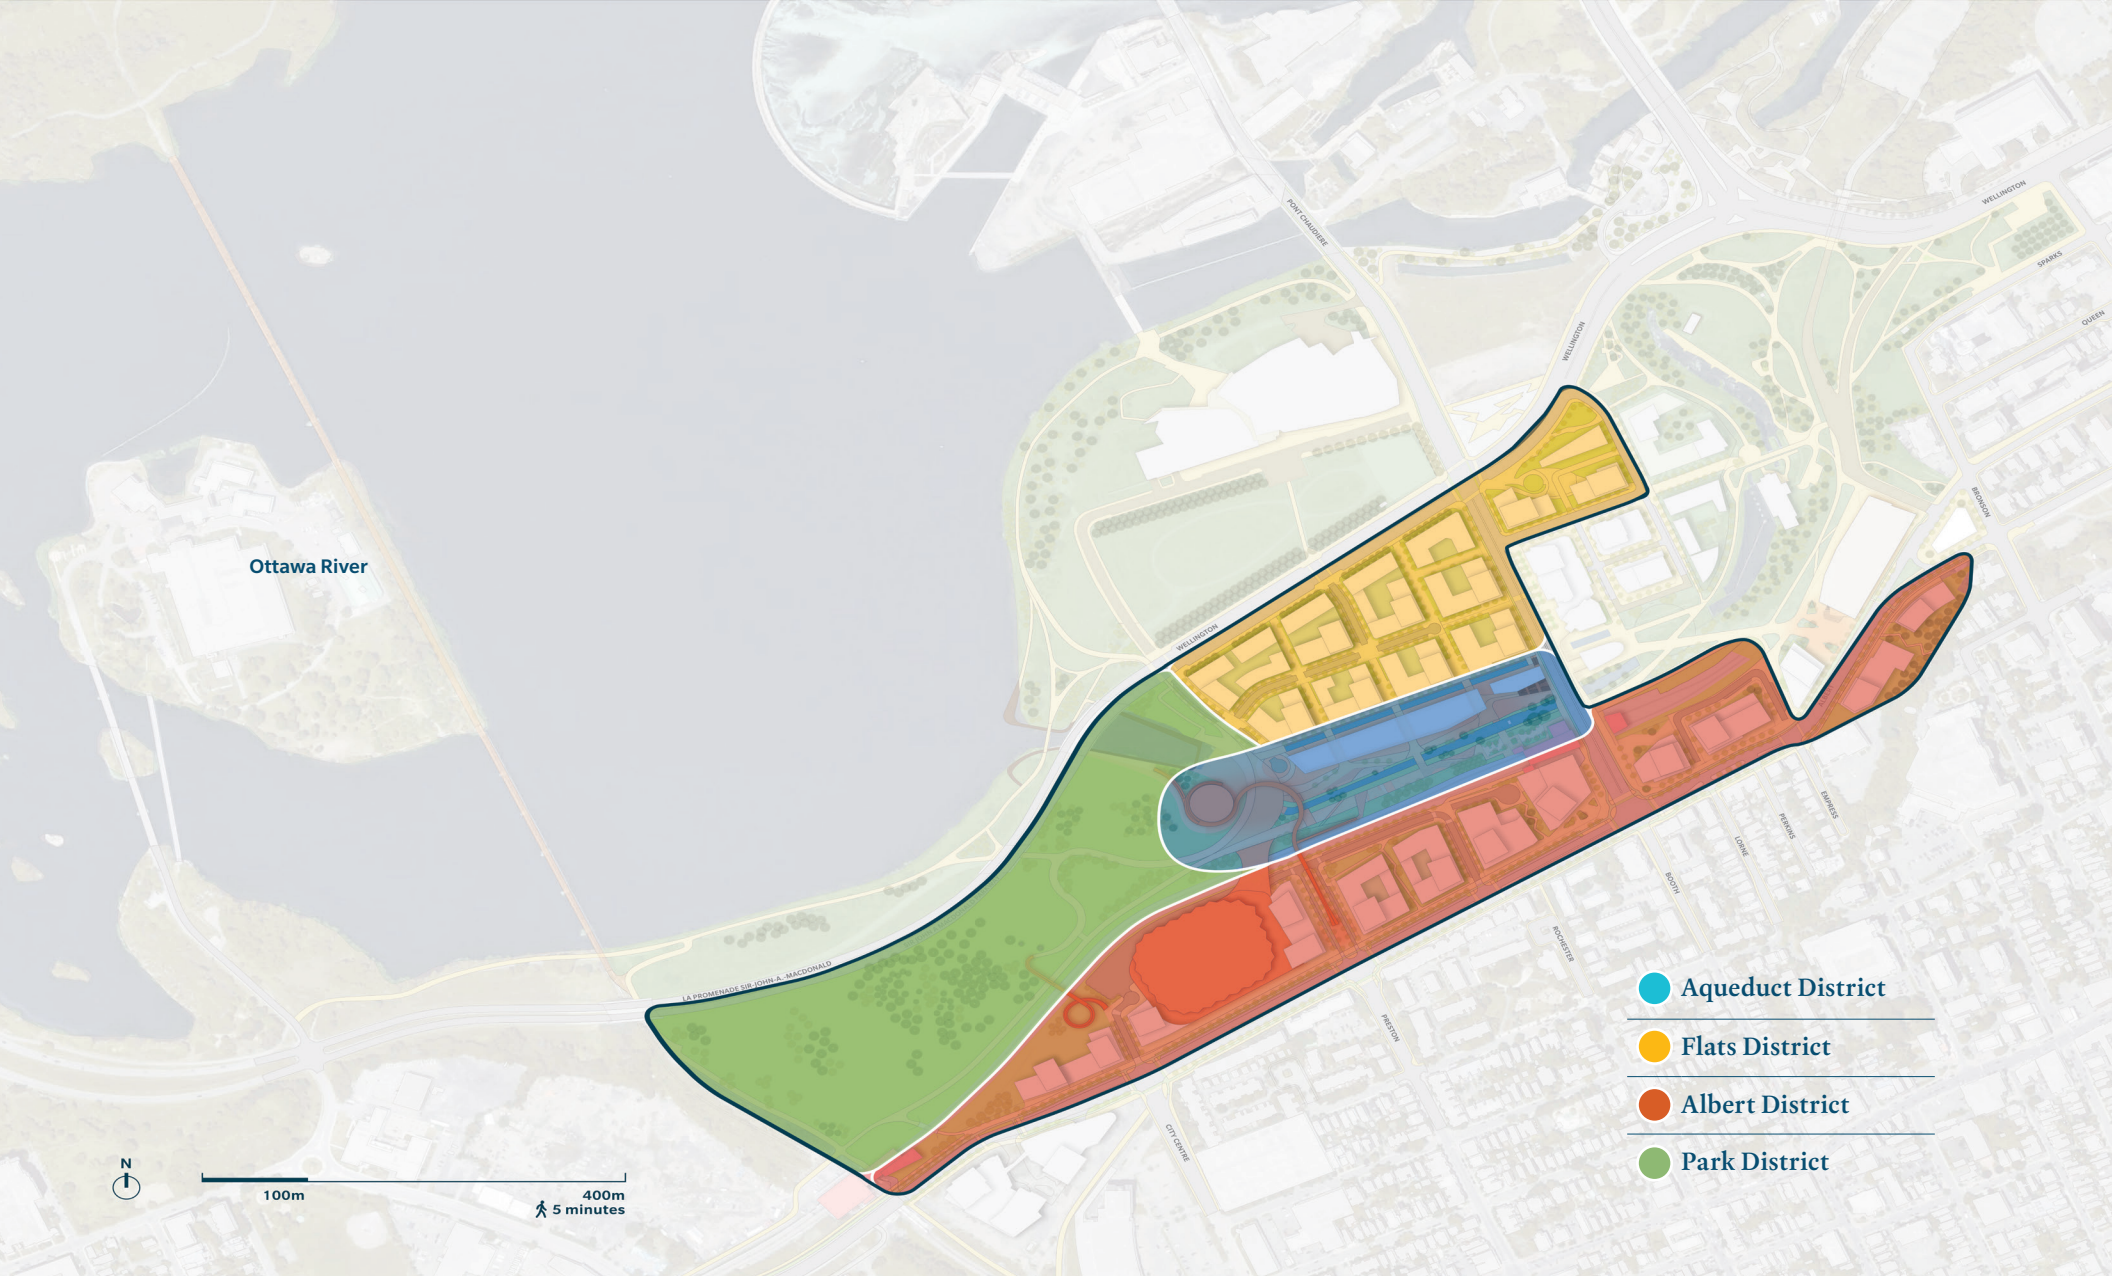 PONT CHAUDIERE
WELLINGTON
SPARKS
QUEEN
WELLINGTON
BRONSON
Ottawa River
WELLINGTON
EMPRESS
PERKINS
LORNE
BOOTH
ROCHESTER
LA PROMENADE SIR-JOHN-A.-MACDONALD
PRESTON
CITY CENTRE
Aqueduct District
Flats District
Albert District
Park District
N
100m
400m
5 minutes